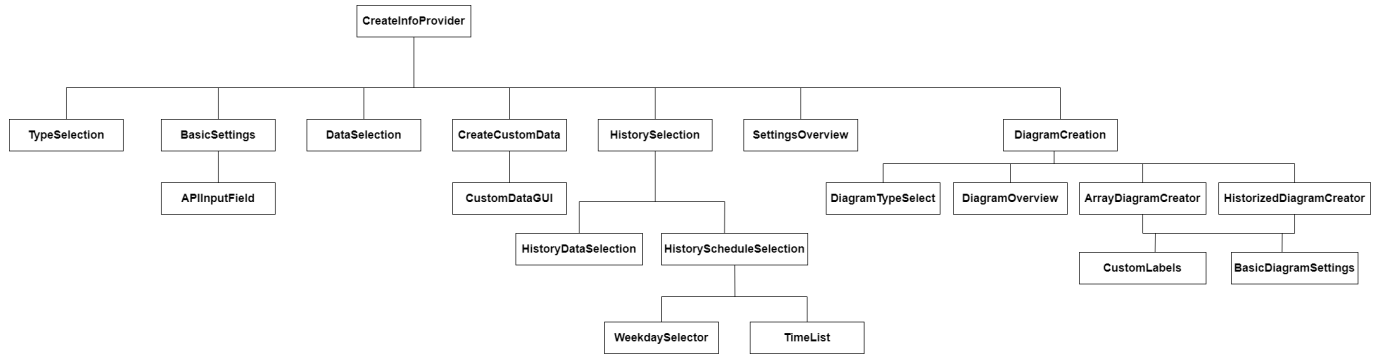 CreateInfoProvider
TypeSelection
BasicSettings
DataSelection
CreateCustomData
HistorySelection
SettingsOverview
DiagramCreation
APIInputField
CustomDataGUI
DiagramTypeSelect
DiagramOverview
ArrayDiagramCreator
HistorizedDiagramCreator
HistoryDataSelection
HistoryScheduleSelection
CustomLabels
BasicDiagramSettings
WeekdaySelector
TimeList